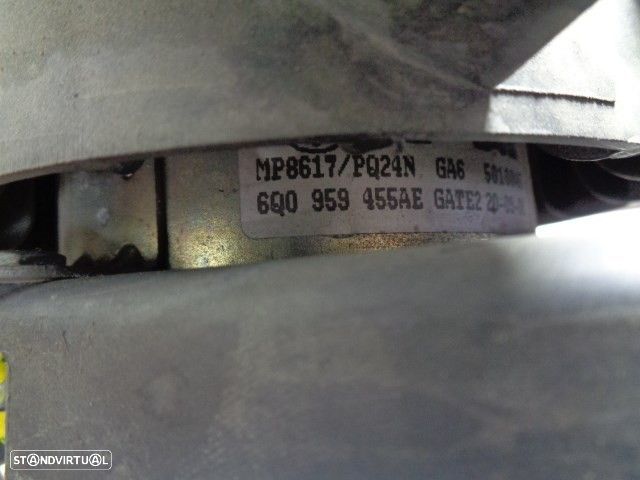 MP8617/PQ24N GA6
6Q0 959 455AE GATE2
STANDVIRTUAL